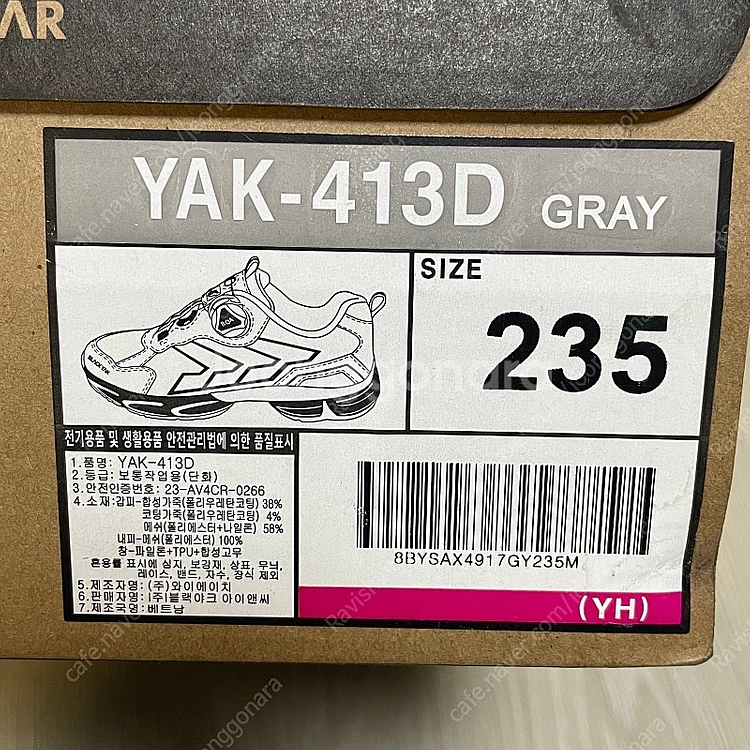 AR
YAK-413D GRAY
SIZE
235
BLACKYAK
전기용품 및 생활용품 안전관리법에 의한 품질표시
1.품명: YAK-413D
2.등급: 보통작업용(단화)
3.안전인증번호: 23-AV4CR-0266
4.소재:갑피-합성가죽(폴리우레탄코팅) 38%
코팅가죽(폴리우레탄코팅) 4%
메쉬(폴리에스터+나일론) 58%
내피-메쉬(폴리에스터) 100%
창-파일론+TPU+합성고무
혼용률 표시에 심지, 보강재, 상표, 무늬,
레이스, 밴드, 자수, 장식 제외
5.제조자명: (주)와이에이치
6.판매자명: (주)블랙야크 아이앤씨
7.제조국명: 베트남
8BYSAX4917GY235M
(YH)
joonggonara
cafe.naver.com/joonggonara